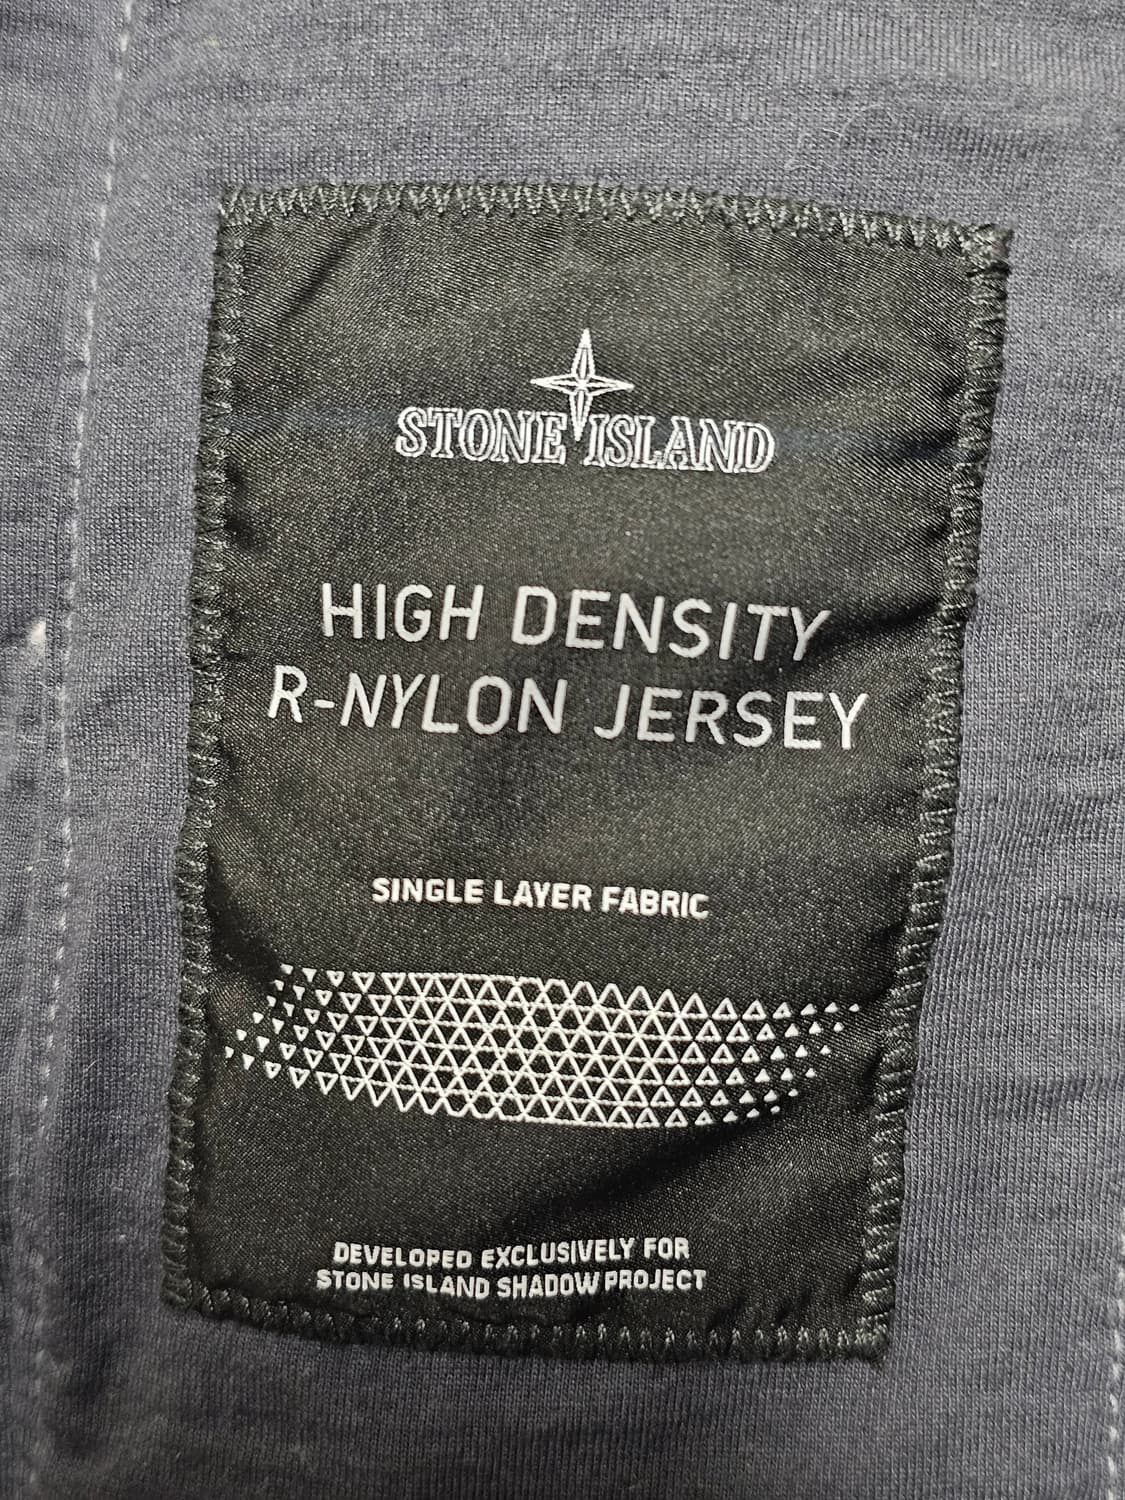 STONE ISLAND
HIGH DENSITY
R-NYLON JERSEY
SINGLE LAYER FABRIC
DEVELOPED EXCLUSIVELY FOR
STONE ISLAND SHADOW PROJECT